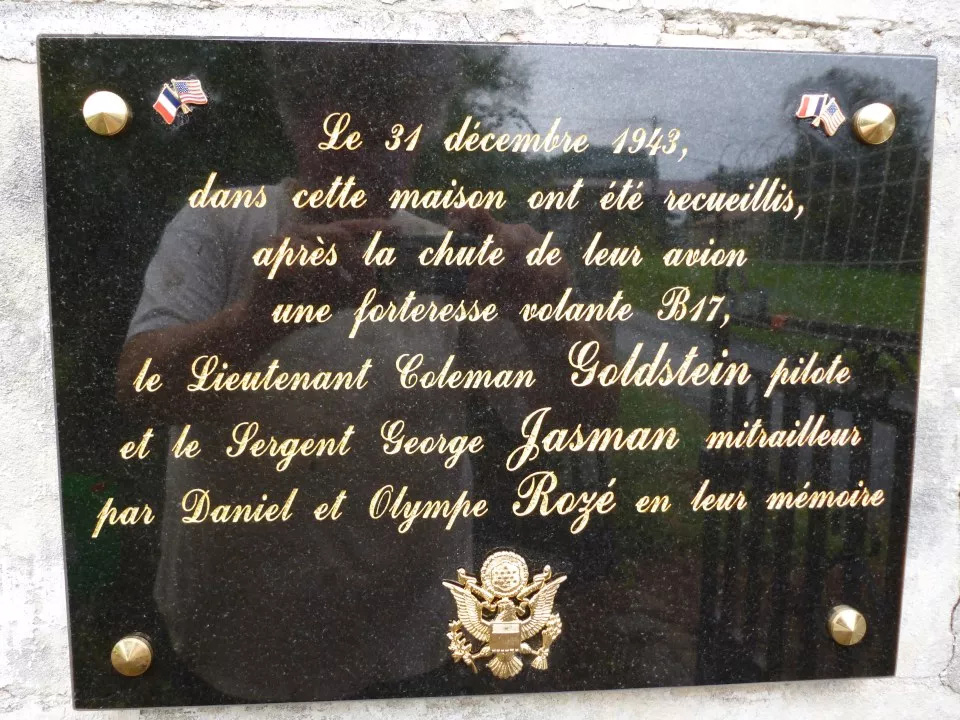 Le 31 décembre 1943,
dans cette maison ont été recueillis,
après la chute de leur avion
une forteresse volante B17,
le Lieutenant Coleman Goldstein pilote
et le Sergent George Jasman mitrailleur
par Daniel et Olympe Rozé en leur mémoire